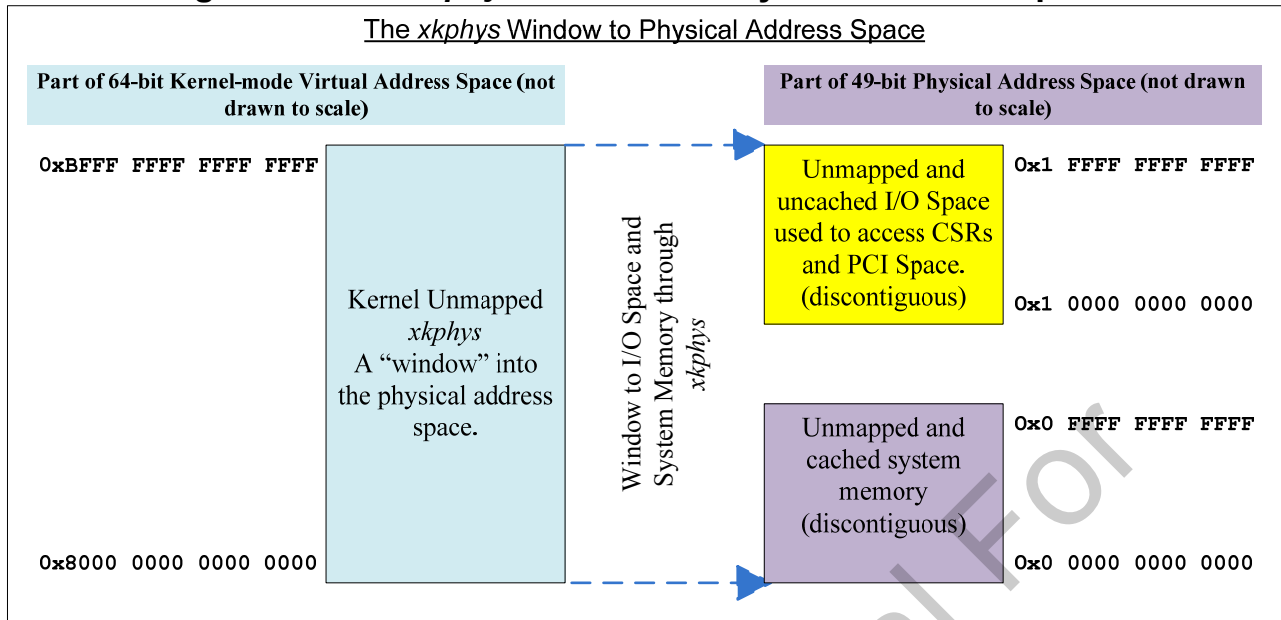 The xkphys Window to Physical Address Space
Part of 64-bit Kernel-mode Virtual Address Space (not
drawn to scale)
Part of 49-bit Physical Address Space (not drawn
to scale)
0xBFFF FFFF FFFF FFFF
Kernel Unmapped
xkphys
A “window” into
the physical address
space.
0x8000 0000 0000 0000
Window to I/O Space and
System Memory through
xkphys
Unmapped and
uncached I/O Space
used to access CSRs
and PCI Space.
(discontiguous)
0x1 FFFF FFFF FFFF
0x1 0000 0000 0000
Unmapped and
cached system
memory
(discontiguous)
0x0 FFFF FFFF FFFF
0x0 0000 0000 0000
For